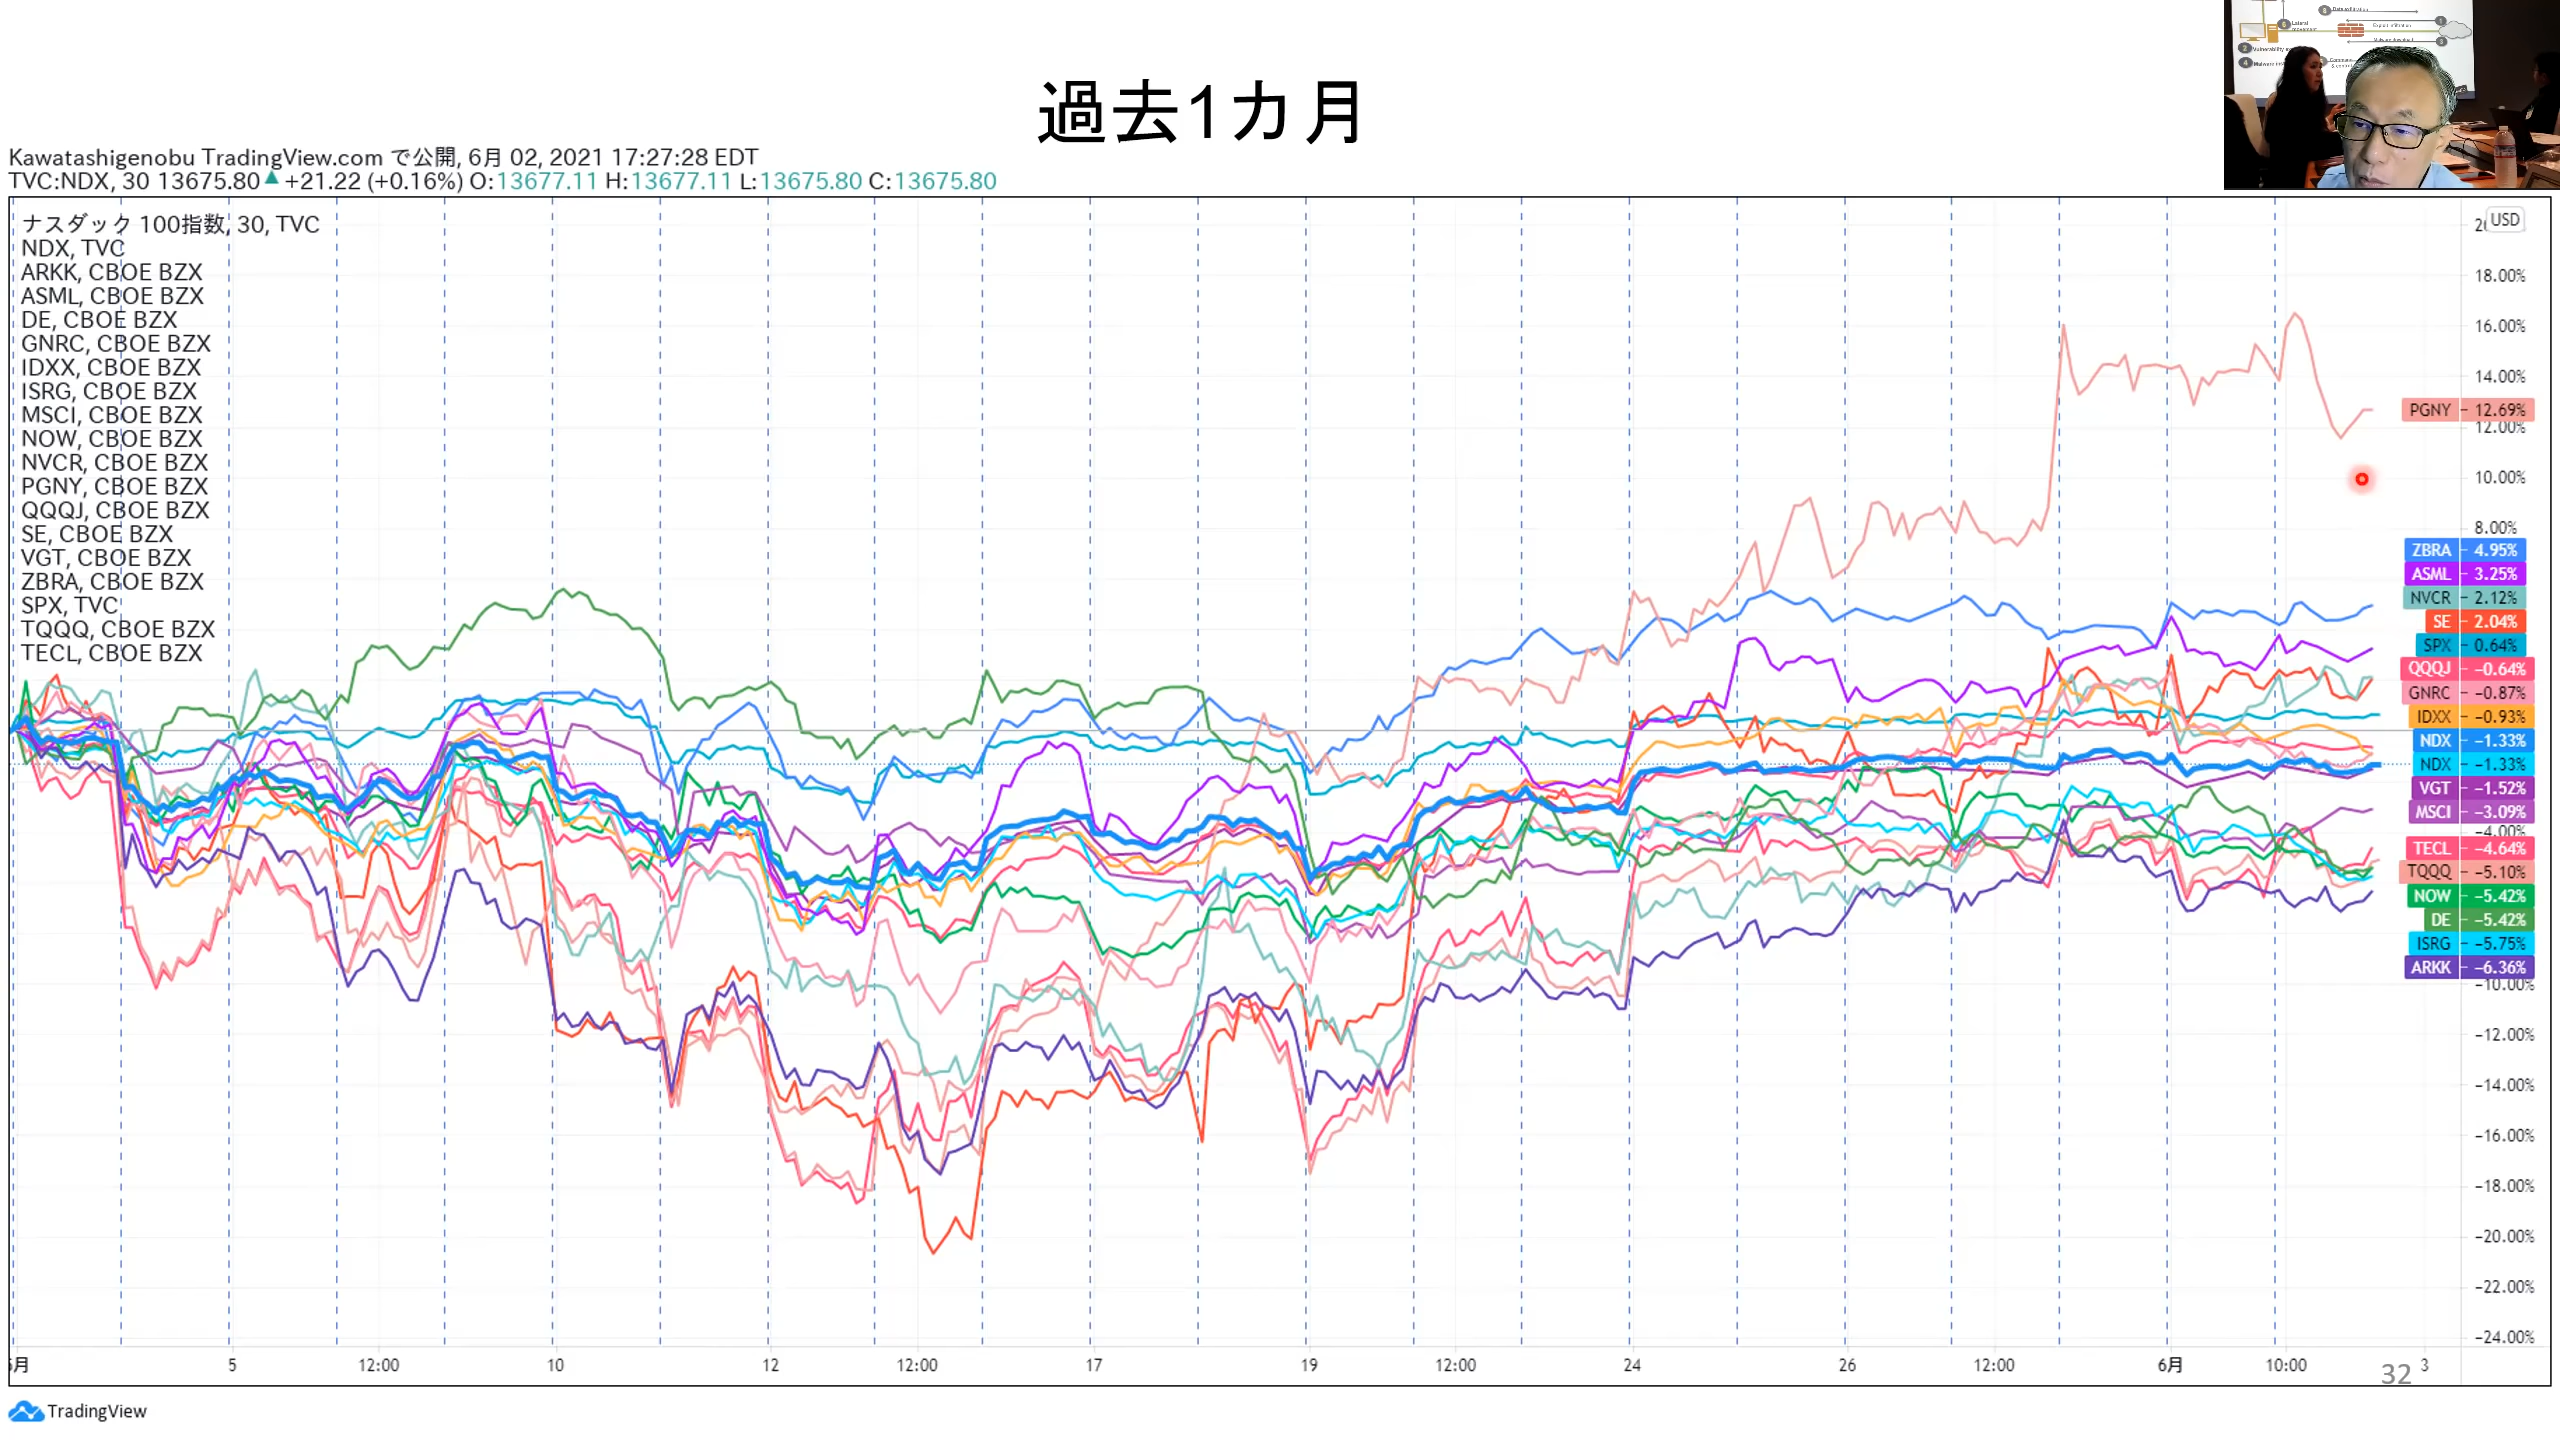 過去1カ月
Kawatashigenobu TradingView.com で公開, 6月 02, 2021 17:27:28 EDT
TVC:NDX, 30 13675.80▲ +21.22 (+0.16%) O:13677.11 H:13677.11 L:13675.80 C:13675.80
ナスダック 100指数, 30, TVC
NDX, TVC
ARKK, CBOE BZX
ASML, CBOE BZX
DE, CBOE BZX
GNRC, CBOE BZX
IDXX, CBOE BZX
ISRG, CBOE BZX
MSCI, CBOE BZX
NOW, CBOE BZX
NVCR, CBOE BZX
PGNY, CBOE BZX
QQQJ, CBOE BZX
SE, CBOE BZX
VGT, CBOE BZX
ZBRA, CBOE BZX
SPX, TVC
TQQQ, CBOE BZX
TECL, CBOE BZX
USD
18.00%
16.00%
14.00%
PGNY 12.69%
12.00%
10.00%
8.00%
ZBRA 4.95%
ASML 3.25%
NVCR 2.12%
SE 2.04%
SPX 0.64%
QQQJ −0.64%
GNRC −0.87%
IDXX −0.93%
NDX −1.33%
NDX −1.33%
VGT −1.52%
MSCI −3.09%
−4.00%
TECL −4.64%
TQQQ −5.10%
NOW −5.42%
DE −5.42%
ISRG −5.75%
ARKK −6.36%
−10.00%
−12.00%
−14.00%
−16.00%
−18.00%
−20.00%
−22.00%
−24.00%
月 5 12:00 10 12 12:00 17 19 12:00 24 26 12:00 6月 10:00 3
32
TradingView